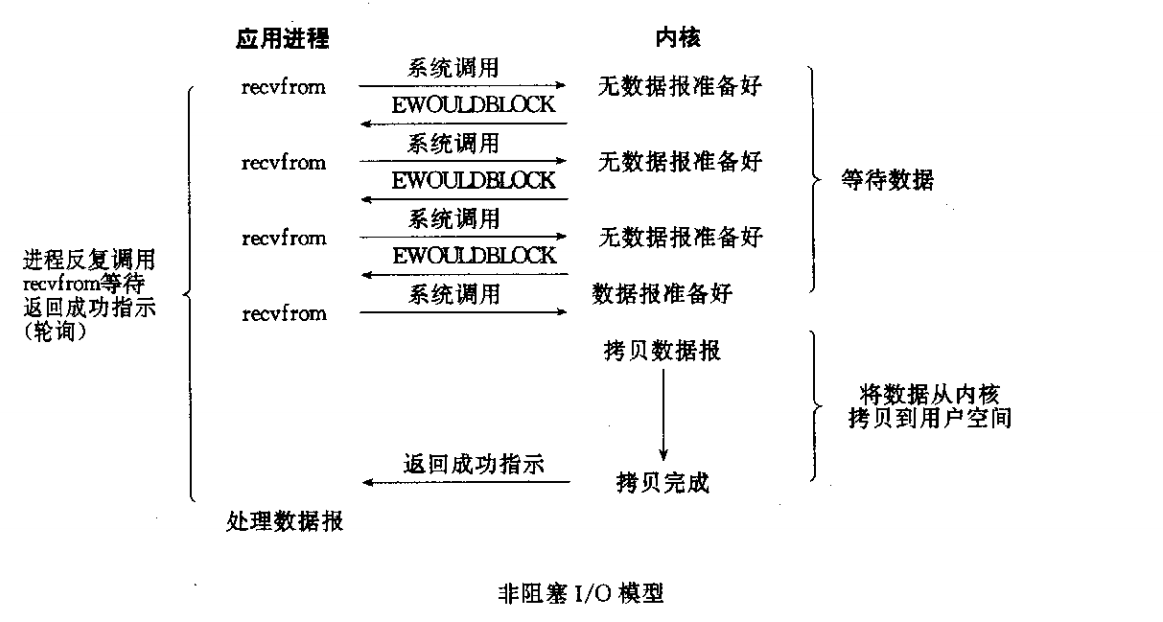 应用进程 内核
recvfrom 系统调用 无数据报准备好
EWOULDBLOCK
recvfrom 系统调用 无数据报准备好
EWOULDBLOCK
等待数据
recvfrom 系统调用 无数据报准备好
EWOULDBLOCK
recvfrom 系统调用 数据报准备好
进程反复调用
recvfrom等待
返回成功指示
(轮询)
拷贝数据报
将数据从内核
拷贝到用户空间
返回成功指示 拷贝完成
处理数据报
非阻塞 I/O 模型